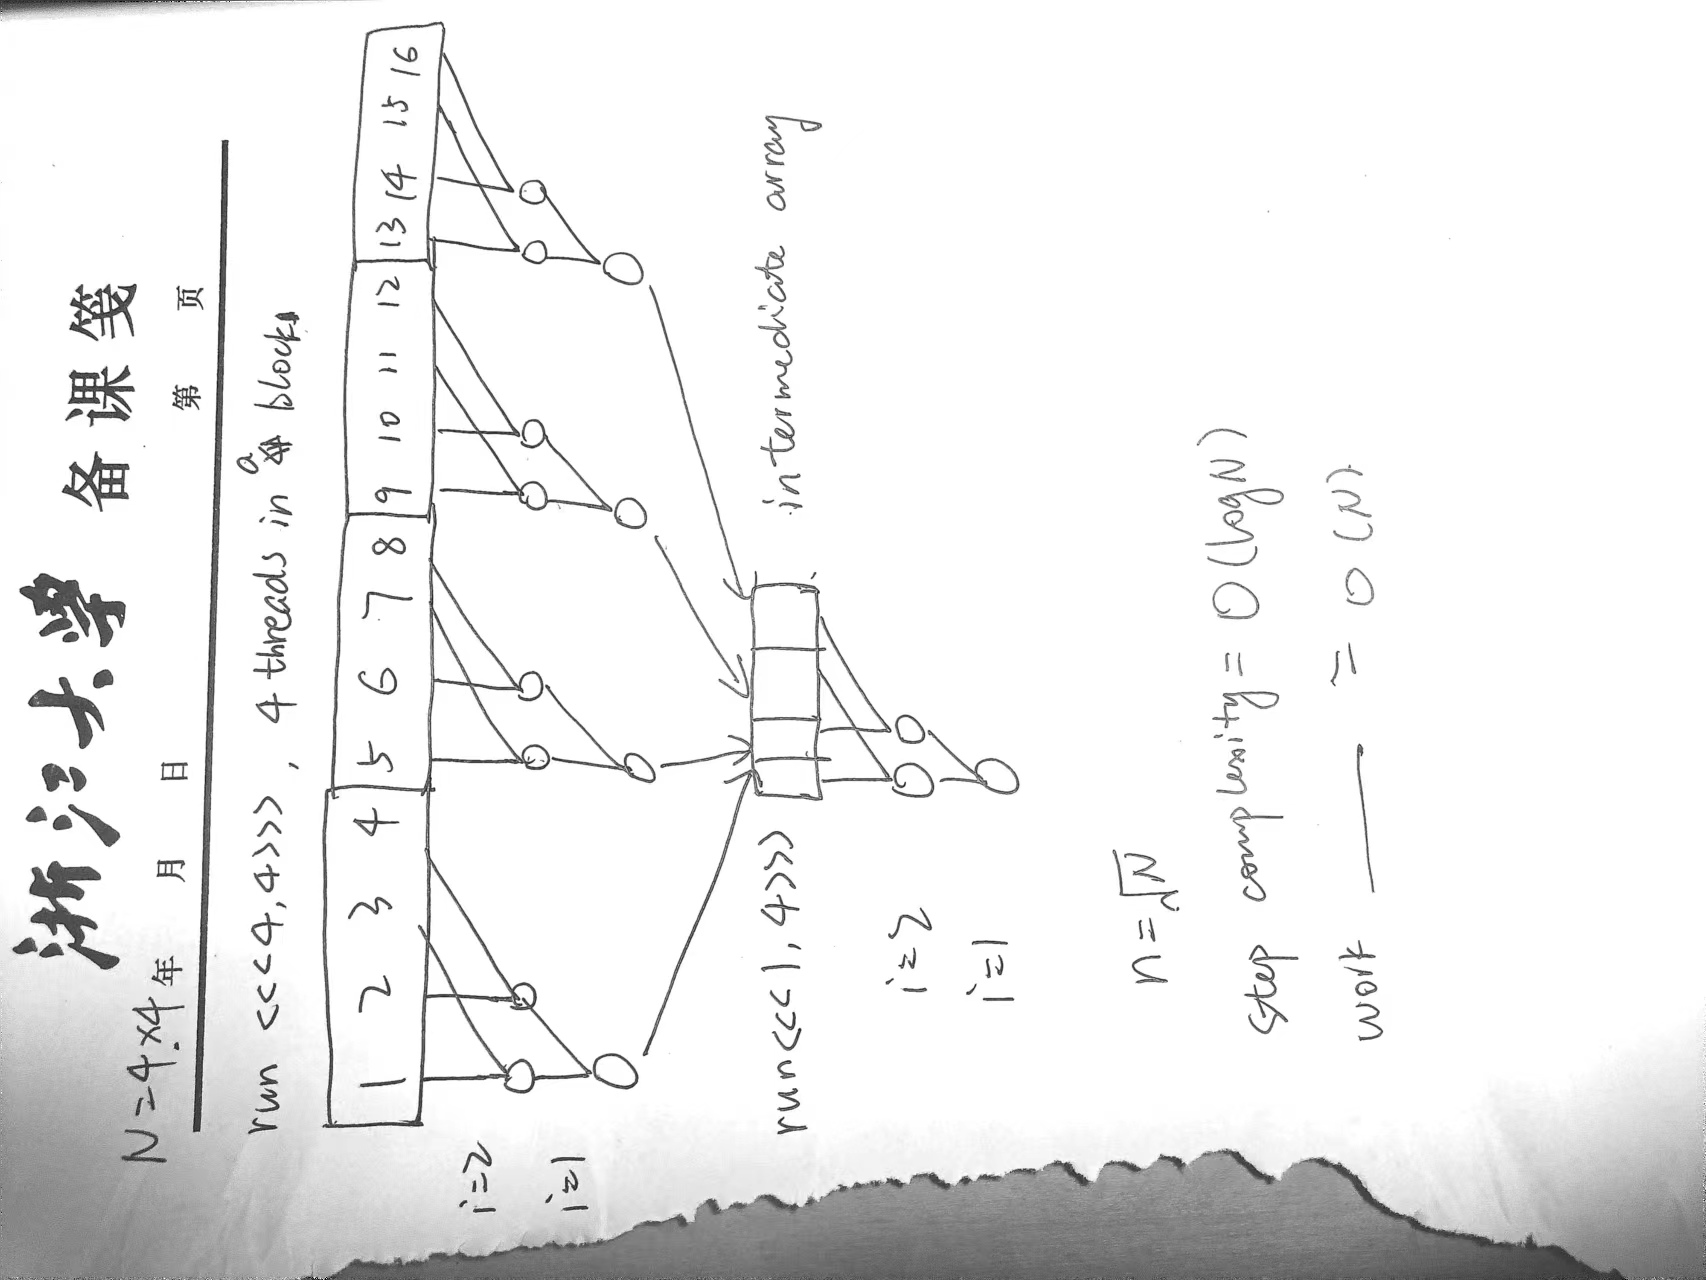 浙江大学 备课笺
N=4×4 年 月 日 第 页
run <<<4,4>>>, 4 threads in a block
1 2 3 4 5 6 7 8 9 10 11 12 13 14 15 16
i=2
i=1
run<<<1,4>>> intermediate array
i=2
i=1
n=√N
step complexity = O(logN)
work —— = O(N).